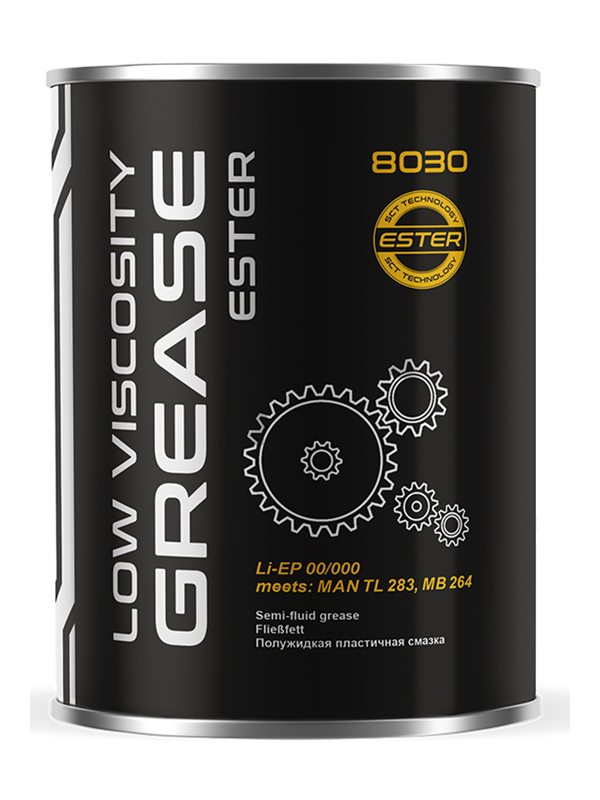 LOW VISCOSITY
GREASE
ESTER
8030
SCT TECHNOLOGY
ESTER
SCT TECHNOLOGY
Li-EP 00/000
meets: MAN TL 283, MB 264
Semi-fluid grease
Fließfett
Полужидкая пластичная смазка